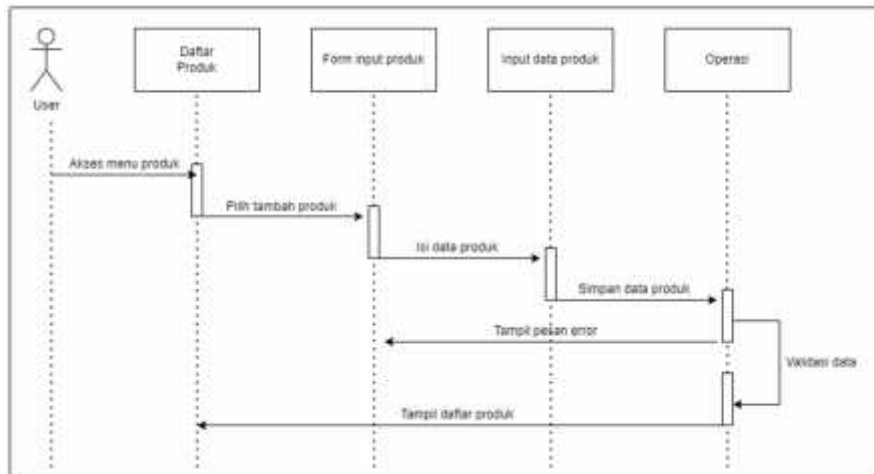 Daftar
Produk
Form input produk
Input data produk
Operasi
User
Akses menu produk
Pilih tambah produk
Isi data produk
Simpan data produk
Tampil pesan error
Validasi data
Tampil daftar produk